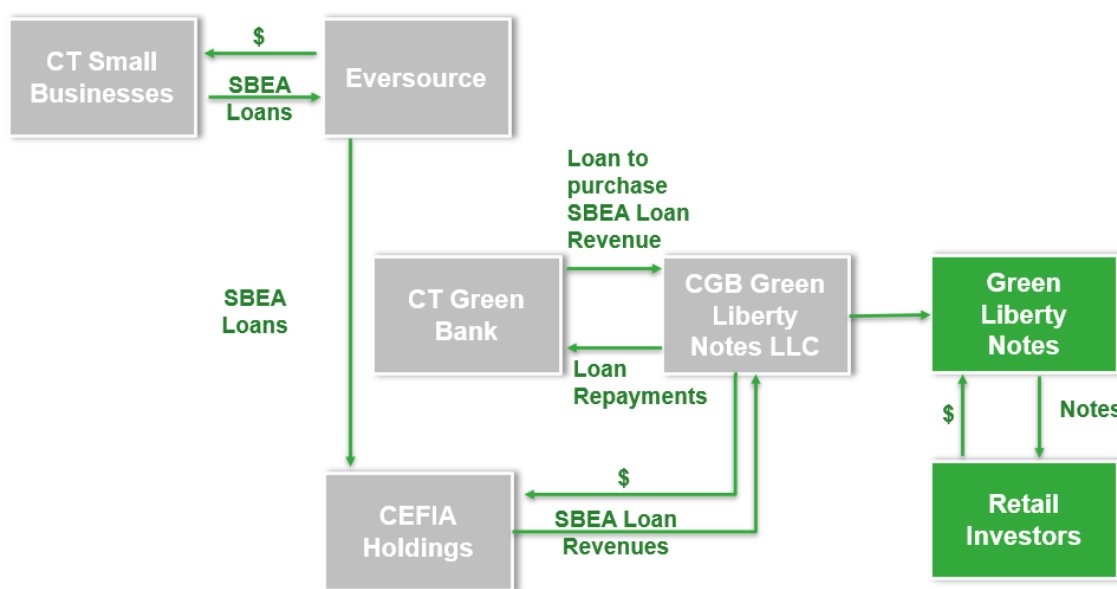 CT Small
Businesses
$
SBEA
Loans
Eversource
Loan to
purchase
SBEA Loan
Revenue
SBEA
Loans
CT Green
Bank
CGB Green
Liberty
Notes LLC
Green
Liberty
Notes
Loan
Repayments
$
Notes
$
CEFIA
Holdings
SBEA Loan
Revenues
Retail
Investors